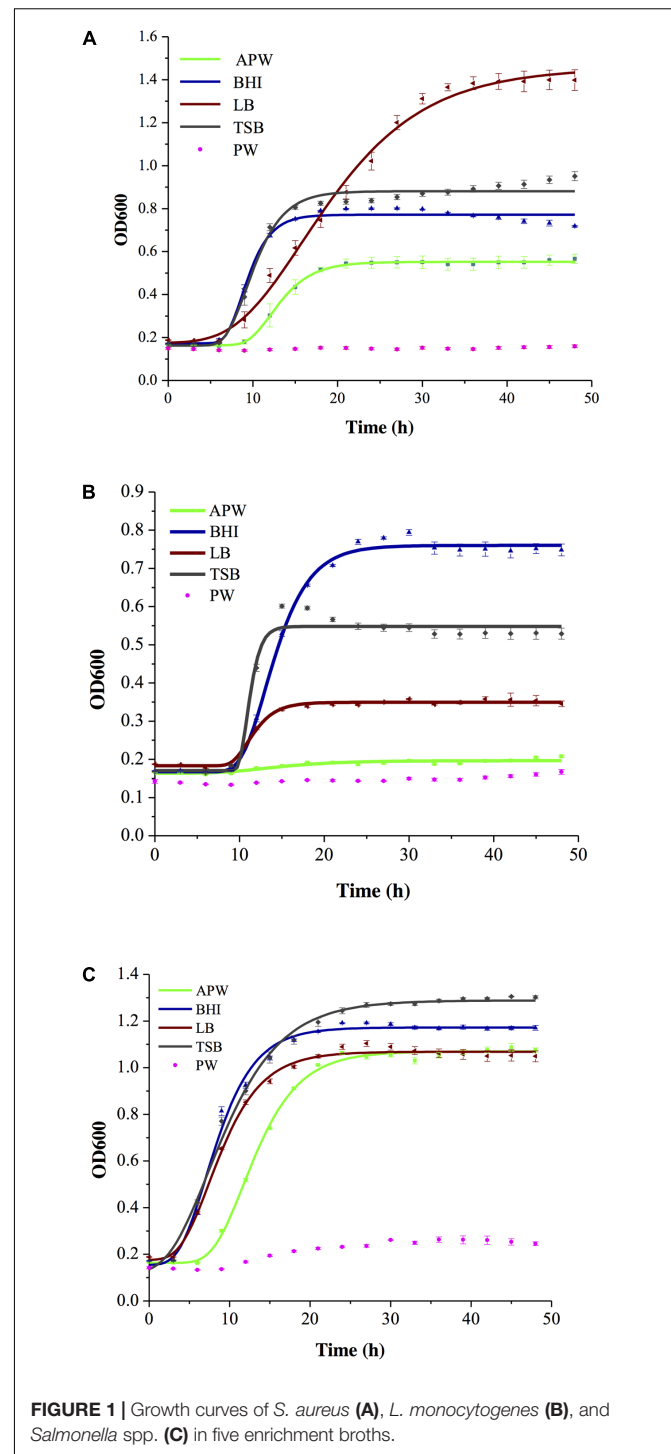 A
APW
BHI
LB
TSB
PW
OD600
1.6
1.4
1.2
1.0
0.8
0.6
0.4
0.2
0.0
0 10 20 30 40 50
Time (h)
B
APW
BHI
LB
TSB
PW
OD600
0.9
0.8
0.7
0.6
0.5
0.4
0.3
0.2
0.1
0.0
0 10 20 30 40 50
Time (h)
C
APW
BHI
LB
TSB
PW
OD600
1.4
1.2
1.0
0.8
0.6
0.4
0.2
0.0
0 10 20 30 40 50
Time (h)
FIGURE 1 | Growth curves of S. aureus (A), L. monocytogenes (B), and
Salmonella spp. (C) in five enrichment broths.